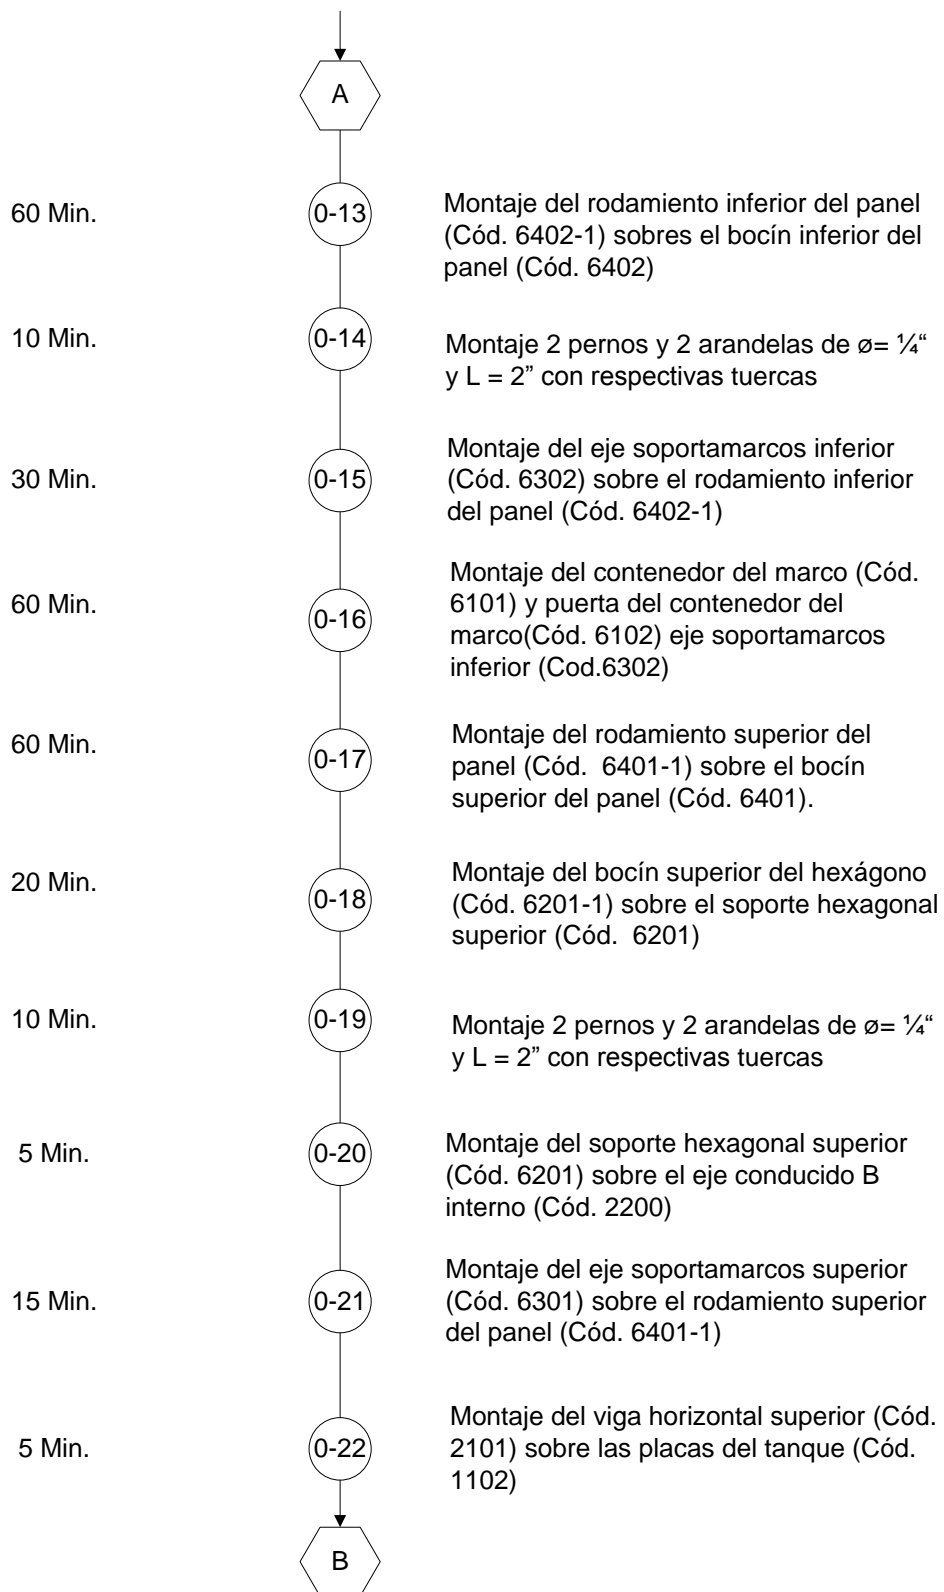 A
60 Min.
0-13
Montaje del rodamiento inferior del panel
(Cód. 6402-1) sobres el bocín inferior del
panel (Cód. 6402)
10 Min.
0-14
Montaje 2 pernos y 2 arandelas de ø= ¼“
y L = 2” con respectivas tuercas
30 Min.
0-15
Montaje del eje soportamarcos inferior
(Cód. 6302) sobre el rodamiento inferior
del panel (Cód. 6402-1)
60 Min.
0-16
Montaje del contenedor del marco (Cód.
6101) y puerta del contenedor del
marco(Cód. 6102) eje soportamarcos
inferior (Cod.6302)
60 Min.
0-17
Montaje del rodamiento superior del
panel (Cód.  6401-1) sobre el bocín
superior del panel (Cód. 6401).
20 Min.
0-18
Montaje del bocín superior del hexágono
(Cód. 6201-1) sobre el soporte hexagonal
superior (Cód.  6201)
10 Min.
0-19
Montaje 2 pernos y 2 arandelas de ø= ¼“
y L = 2” con respectivas tuercas
5 Min.
0-20
Montaje del soporte hexagonal superior
(Cód. 6201) sobre el eje conducido B
interno (Cód. 2200)
15 Min.
0-21
Montaje del eje soportamarcos superior
(Cód. 6301) sobre el rodamiento superior
del panel (Cód. 6401-1)
5 Min.
0-22
Montaje del viga horizontal superior (Cód.
2101) sobre las placas del tanque (Cód.
1102)
B